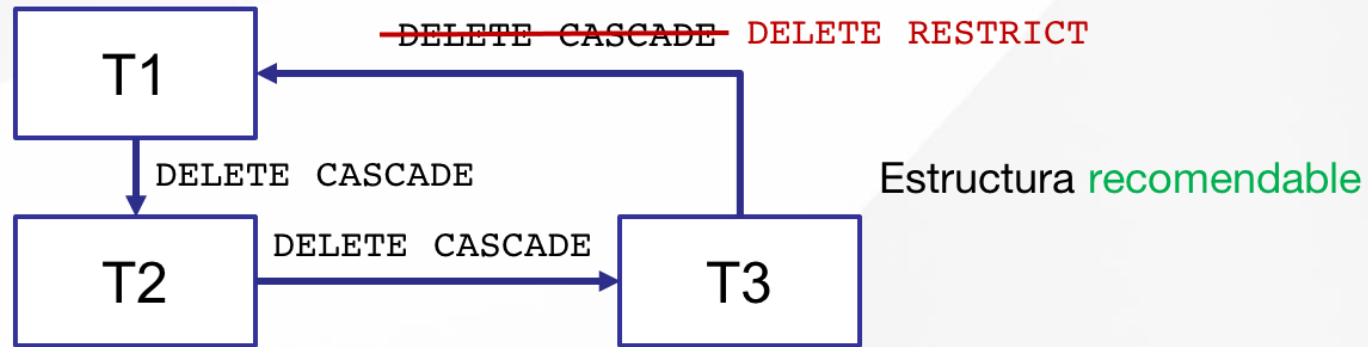 DELETE CASCADE DELETE RESTRICT
T1
DELETE CASCADE
Estructura recomendable
DELETE CASCADE
T2
T3